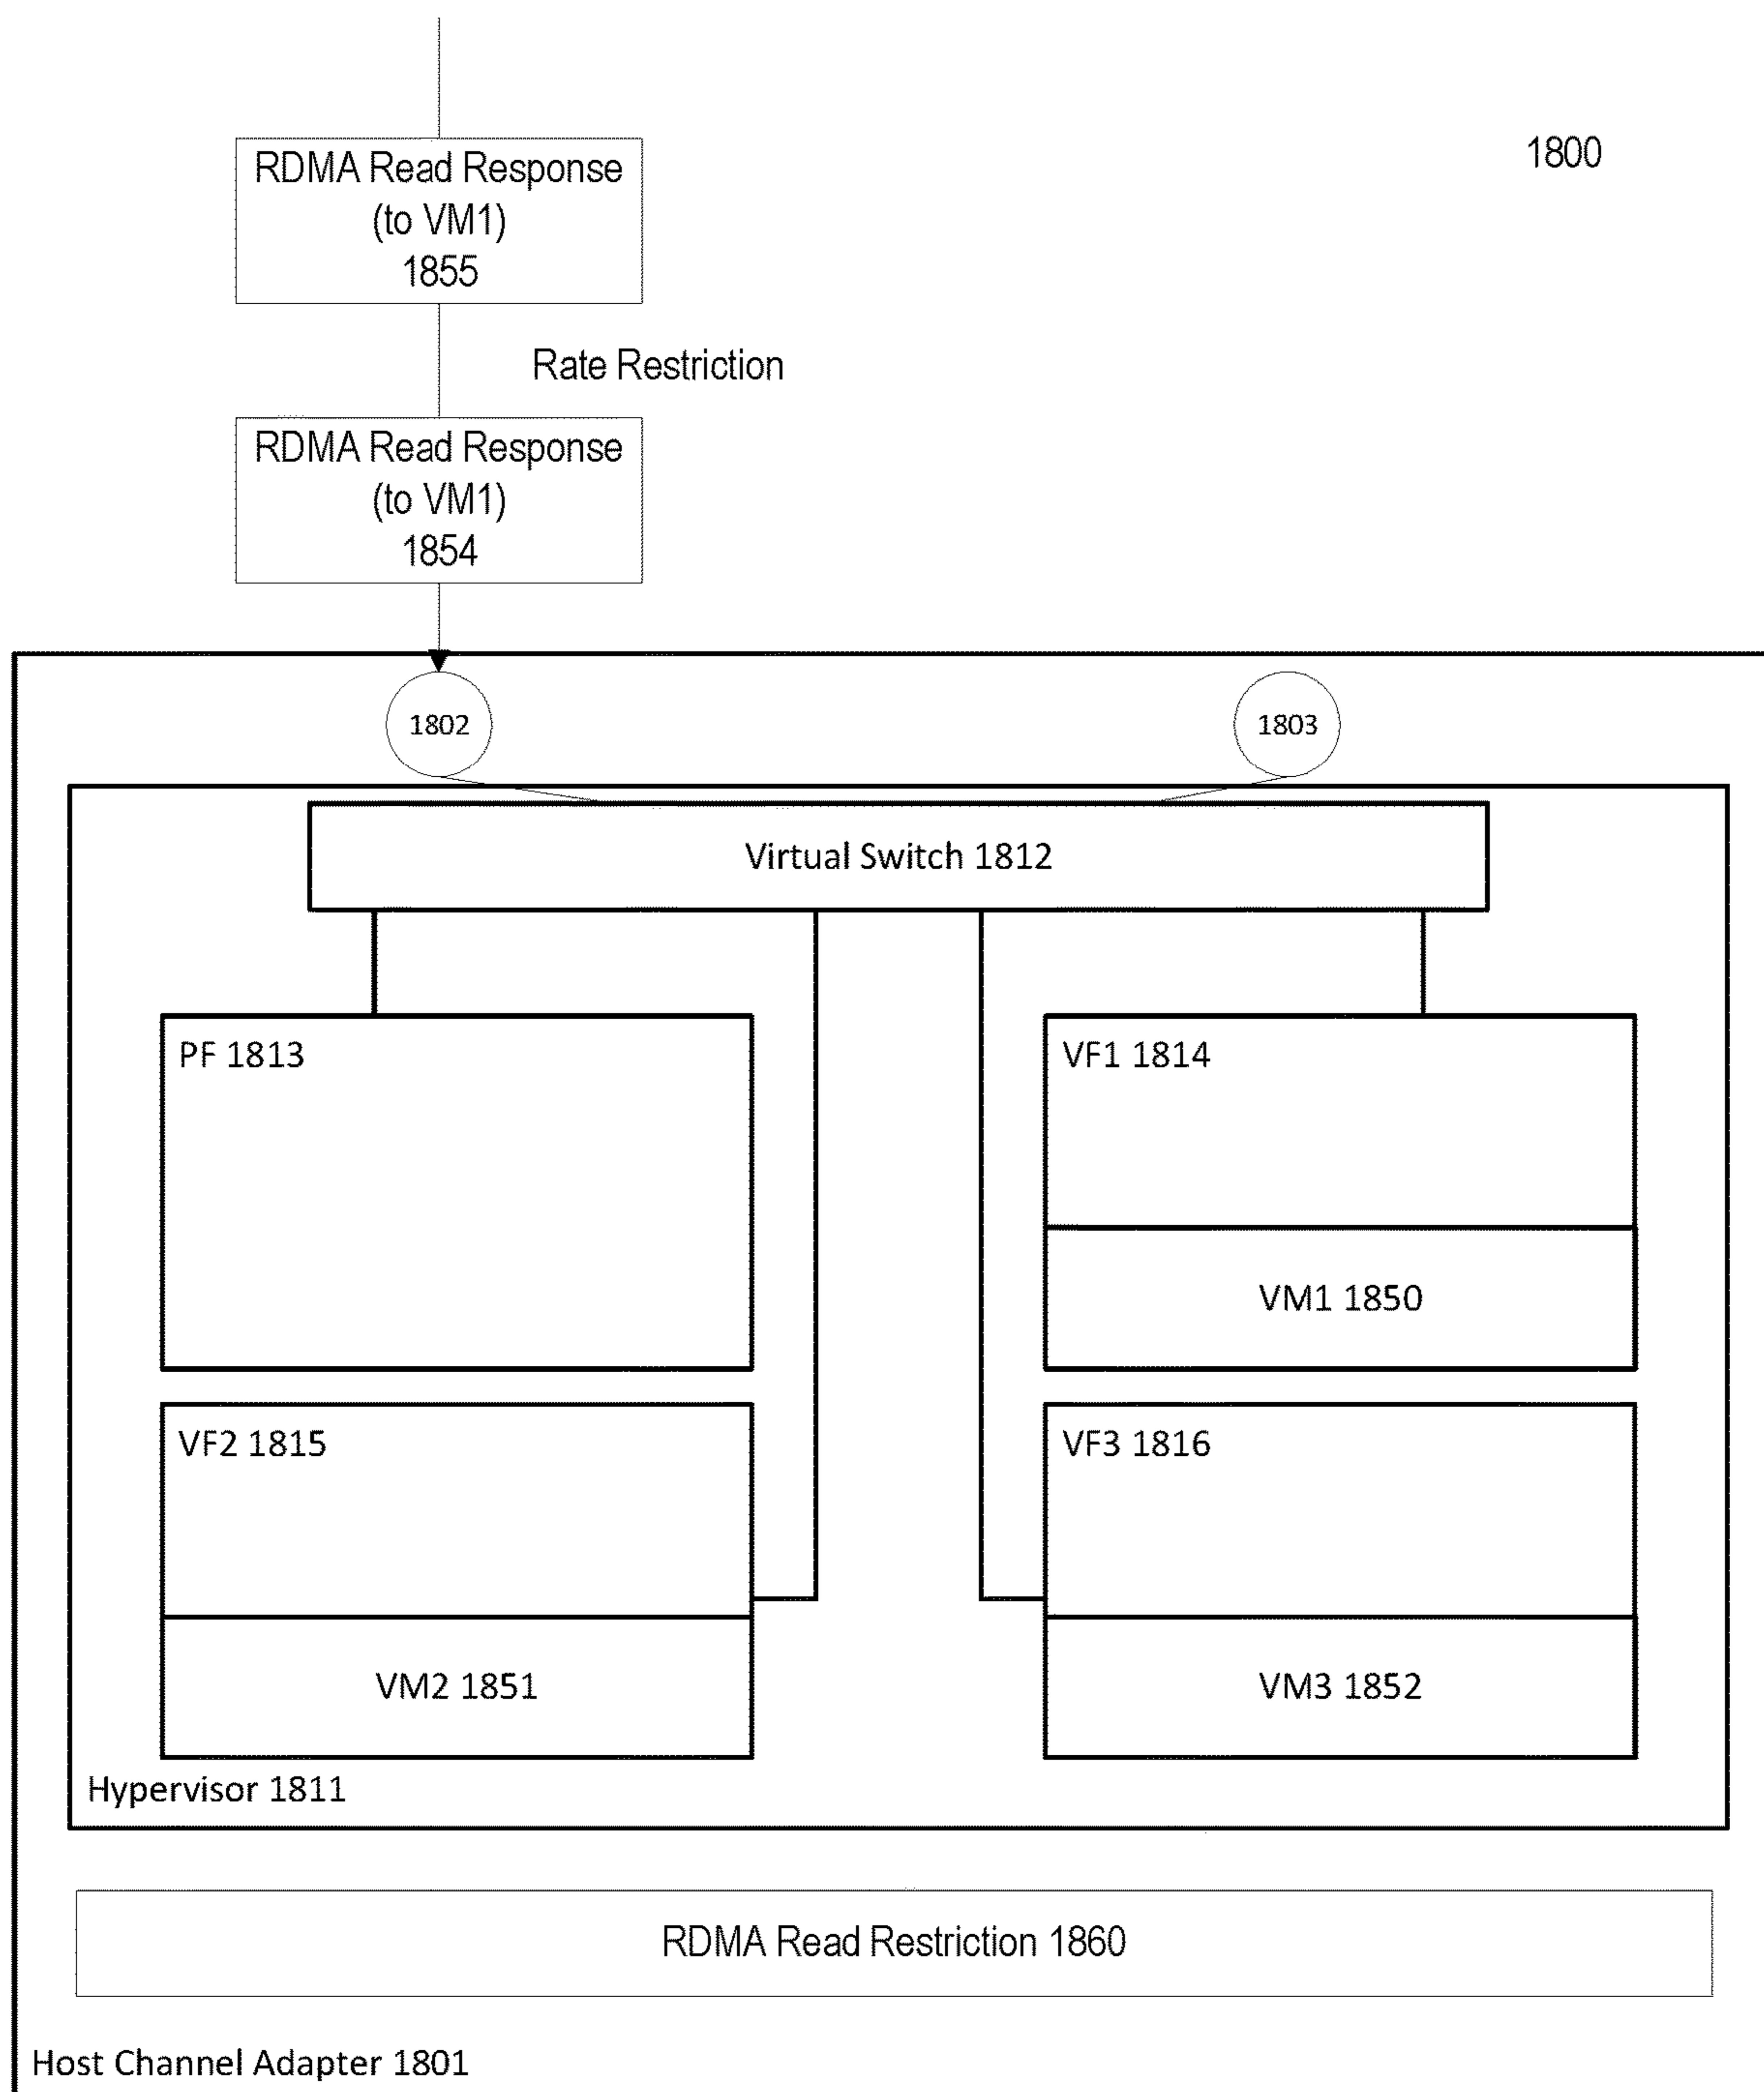 1800
RDMA Read Response
(to VM1)
1855
Rate Restriction
RDMA Read Response
(to VM1)
1854
1802
1803
Virtual Switch 1812
PF 1813
VF1 1814
VM1 1850
VF2 1815
VF3 1816
VM2 1851
VM3 1852
Hypervisor 1811
RDMA Read Restriction 1860
Host Channel Adapter 1801